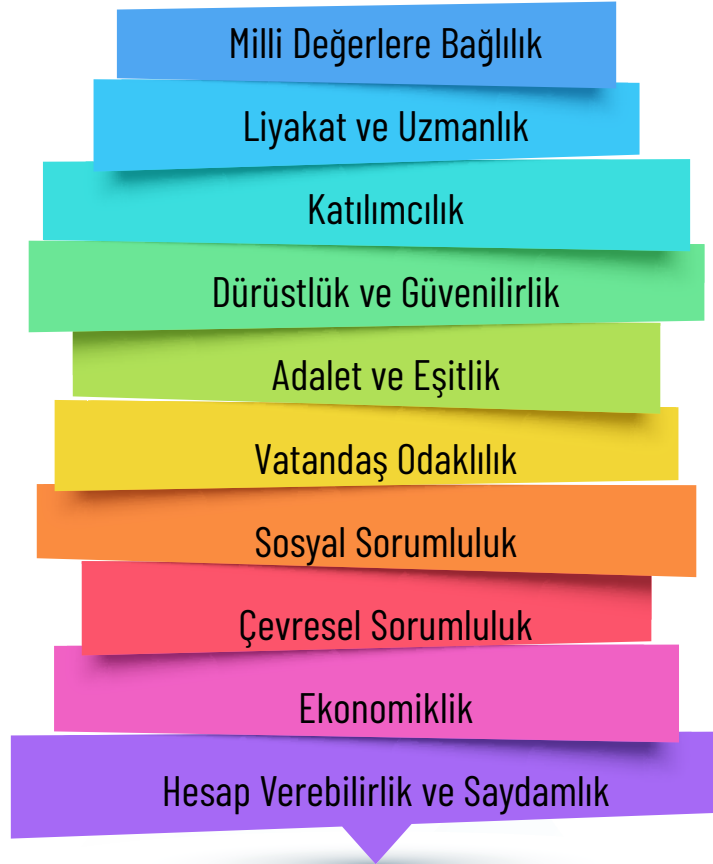 Milli Değerlere Bağlılık
Liyakat ve Uzmanlık
Katılımcılık
Dürüstlük ve Güvenilirlik
Adalet ve Eşitlik
Vatandaş Odaklılık
Sosyal Sorumluluk
Çevresel Sorumluluk
Ekonomiklik
Hesap Verebilirlik ve Saydamlık